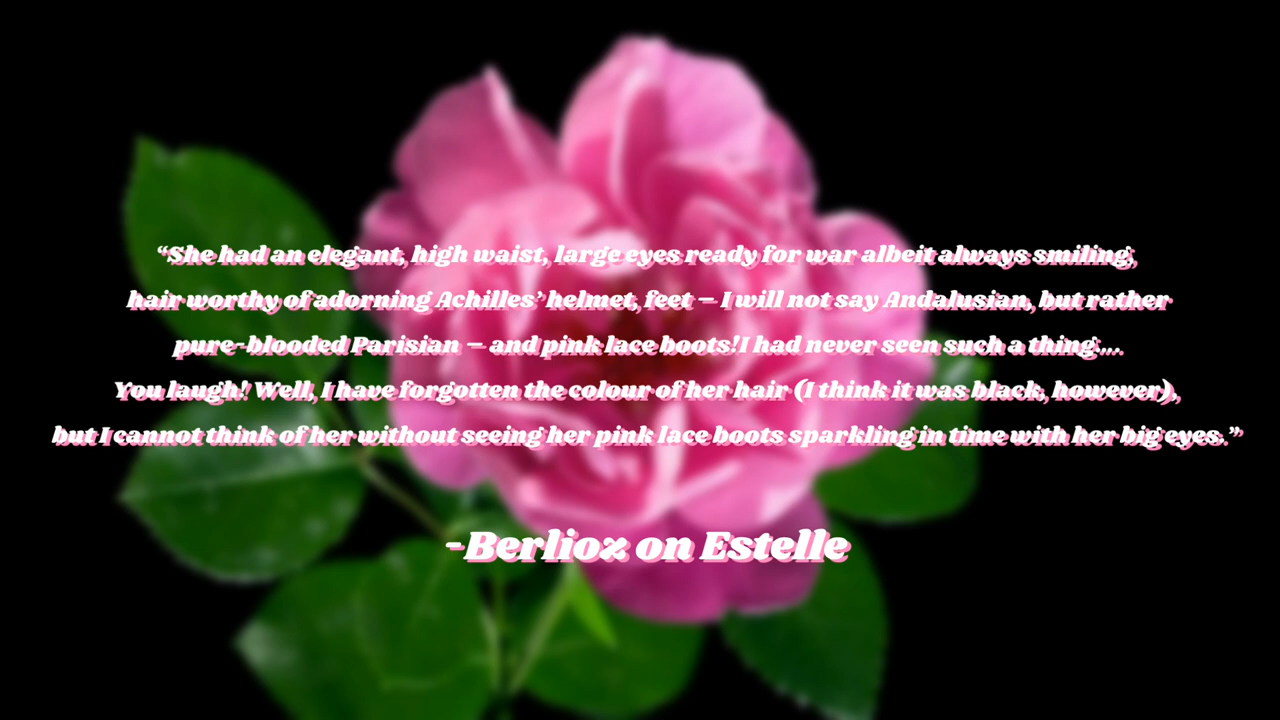 “She had an elegant, high waist, large eyes ready for war albeit always smiling,
hair worthy of adorning Achilles’ helmet, feet – I will not say Andalusian, but rather
pure-blooded Parisian – and pink lace boots!I had never seen such a thing....
You laugh! Well, I have forgotten the colour of her hair (I think it was black, however),
but I cannot think of her without seeing her pink lace boots sparkling in time with her big eyes.”
-Berlioz on Estelle